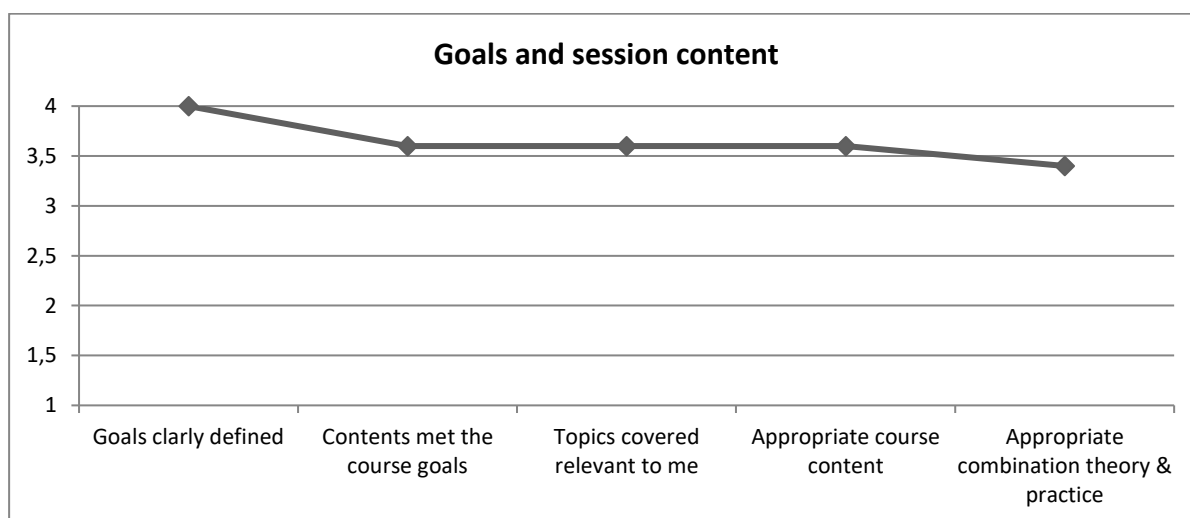 Goals and session content
4
3,5
3
2,5
2
1,5
1
Goals clarly defined
Contents met the
course goals
Topics covered
relevant to me
Appropriate course
content
Appropriate
combination theory &
practice